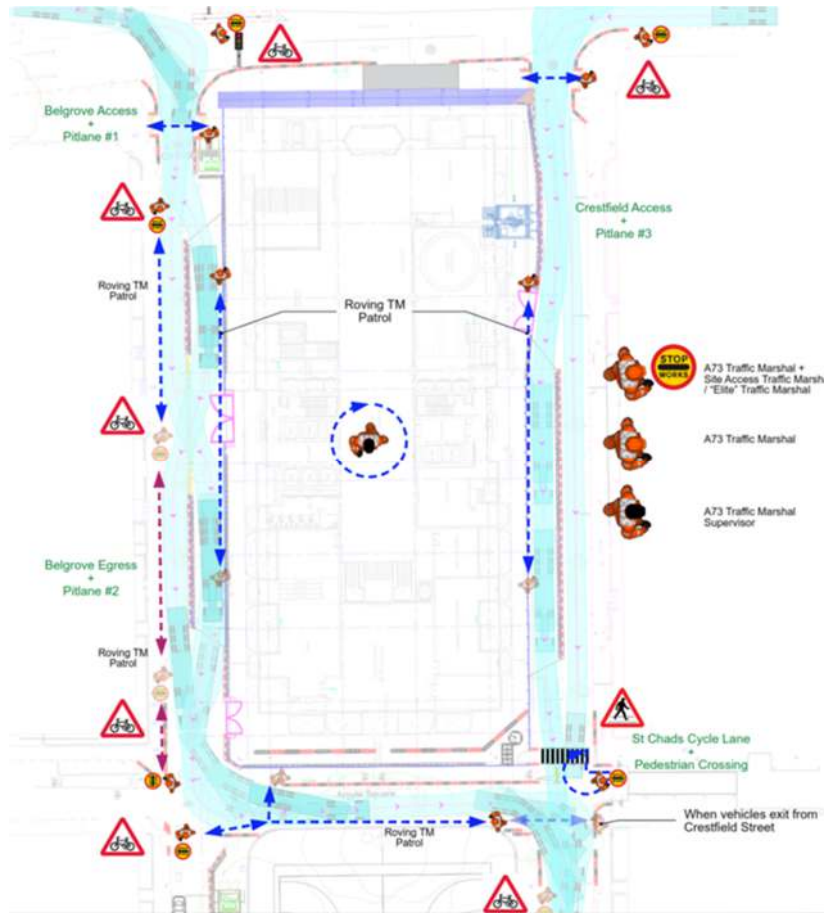 Belgrove Access
+
Pitlane #1
Crestfield Access
+
Pitlane #3
Roving TM
Patrol
Roving TM
Patrol
STOP
WORKS
A73 Traffic Marshal +
Site Access Traffic Marsh
/ "Elite" Traffic Marshal
A73 Traffic Marshal
A73 Traffic Marshal
Supervisor
Belgrove Egress
+
Pitlane #2
Roving TM
Patrol
St Chads Cycle Lane
+
Pedestrian Crossing
Argyle Square
Roving TM
Patrol
When vehicles exit from
Crestfield Street